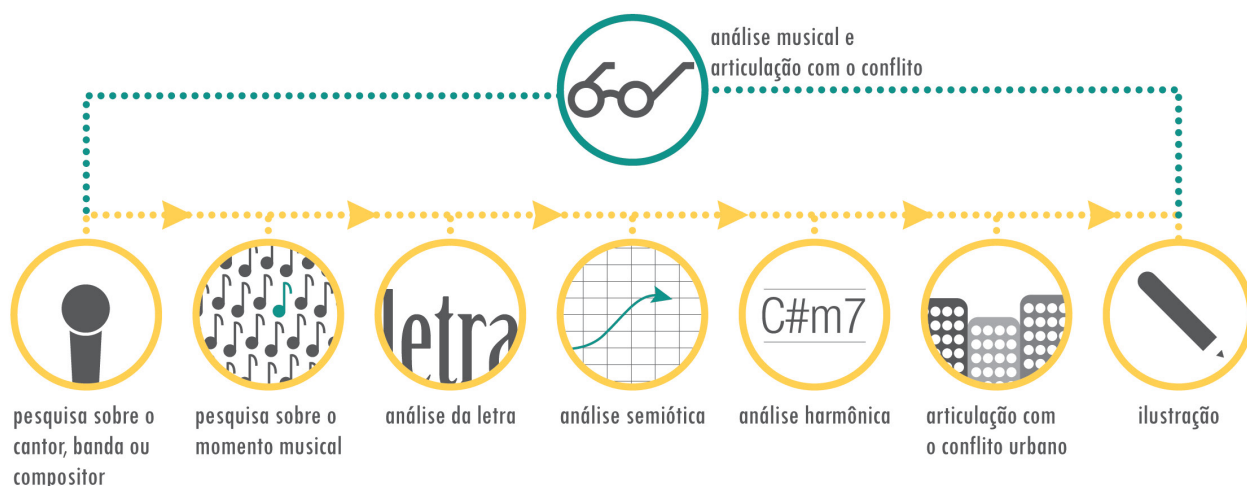 análise musical e
articulação com o conflito
letra
C#m7
pesquisa sobre o
cantor, banda ou
compositor
pesquisa sobre o
momento musical
análise da letra
análise semiótica
análise harmônica
articulação com
o conflito urbano
ilustração